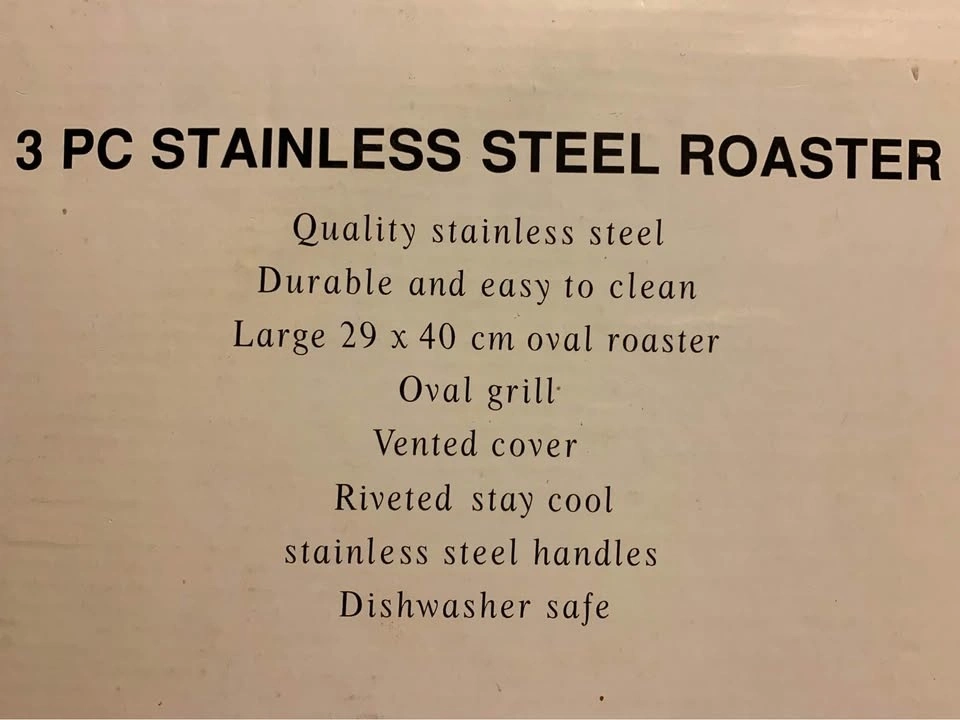 3 PC STAINLESS STEEL ROASTER
Quality stainless steel
Durable and easy to clean
Large 29 x 40 cm oval roaster
Oval grill
Vented cover
Riveted stay cool
stainless steel handles
Dishwasher safe